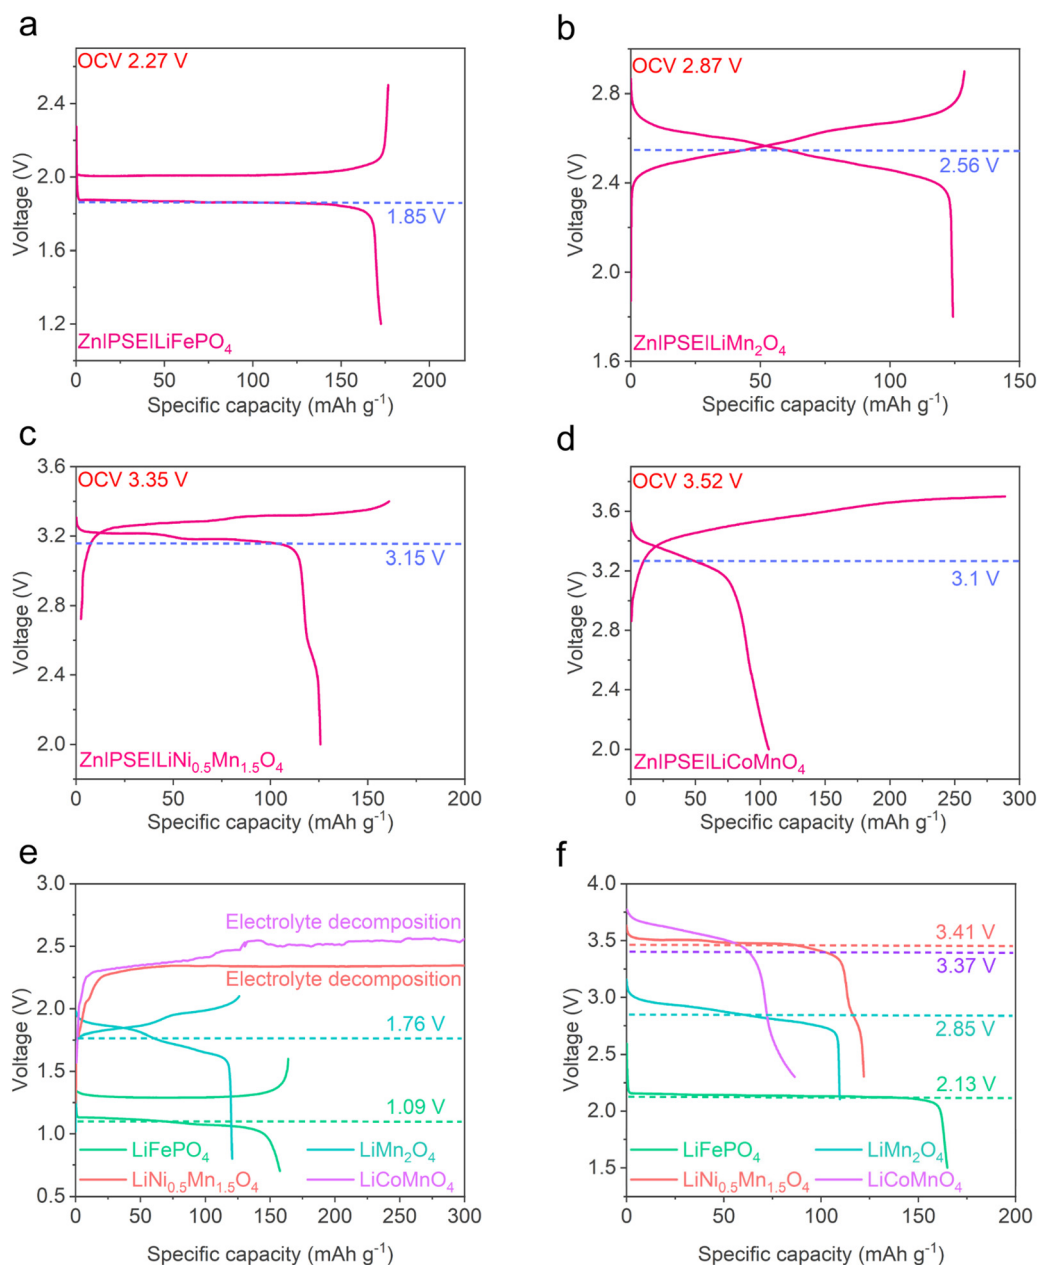 a
OCV 2.27 V
2.4
2.0
1.6
1.2
Voltage (V)
1.85 V
Zn|PSE|LiFePO₄
0 50 100 150 200
Specific capacity (mAh g⁻¹)
b
OCV 2.87 V
2.8
2.4
2.0
1.6
Voltage (V)
2.56 V
Zn|PSE|LiMn₂O₄
0 50 100 150
Specific capacity (mAh g⁻¹)
c
OCV 3.35 V
3.6
3.2
2.8
2.4
2.0
Voltage (V)
3.15 V
Zn|PSE|LiNi₀.₅Mn₁.₅O₄
0 50 100 150 200
Specific capacity (mAh g⁻¹)
d
OCV 3.52 V
3.6
3.2
2.8
2.4
2.0
Voltage (V)
3.1 V
Zn|PSE|LiCoMnO₄
0 50 100 150 200 250 300
Specific capacity (mAh g⁻¹)
e
3.0
2.5
2.0
1.5
1.0
0.5
Voltage (V)
Electrolyte decomposition
Electrolyte decomposition
1.76 V
1.09 V
LiFePO₄ LiMn₂O₄
LiNi₀.₅Mn₁.₅O₄ LiCoMnO₄
0 50 100 150 200 250 300
Specific capacity (mAh g⁻¹)
f
4.0
3.5
3.0
2.5
2.0
1.5
Voltage (V)
3.41 V
3.37 V
2.85 V
2.13 V
LiFePO₄ LiMn₂O₄
LiNi₀.₅Mn₁.₅O₄ LiCoMnO₄
0 50 100 150 200
Specific capacity (mAh g⁻¹)